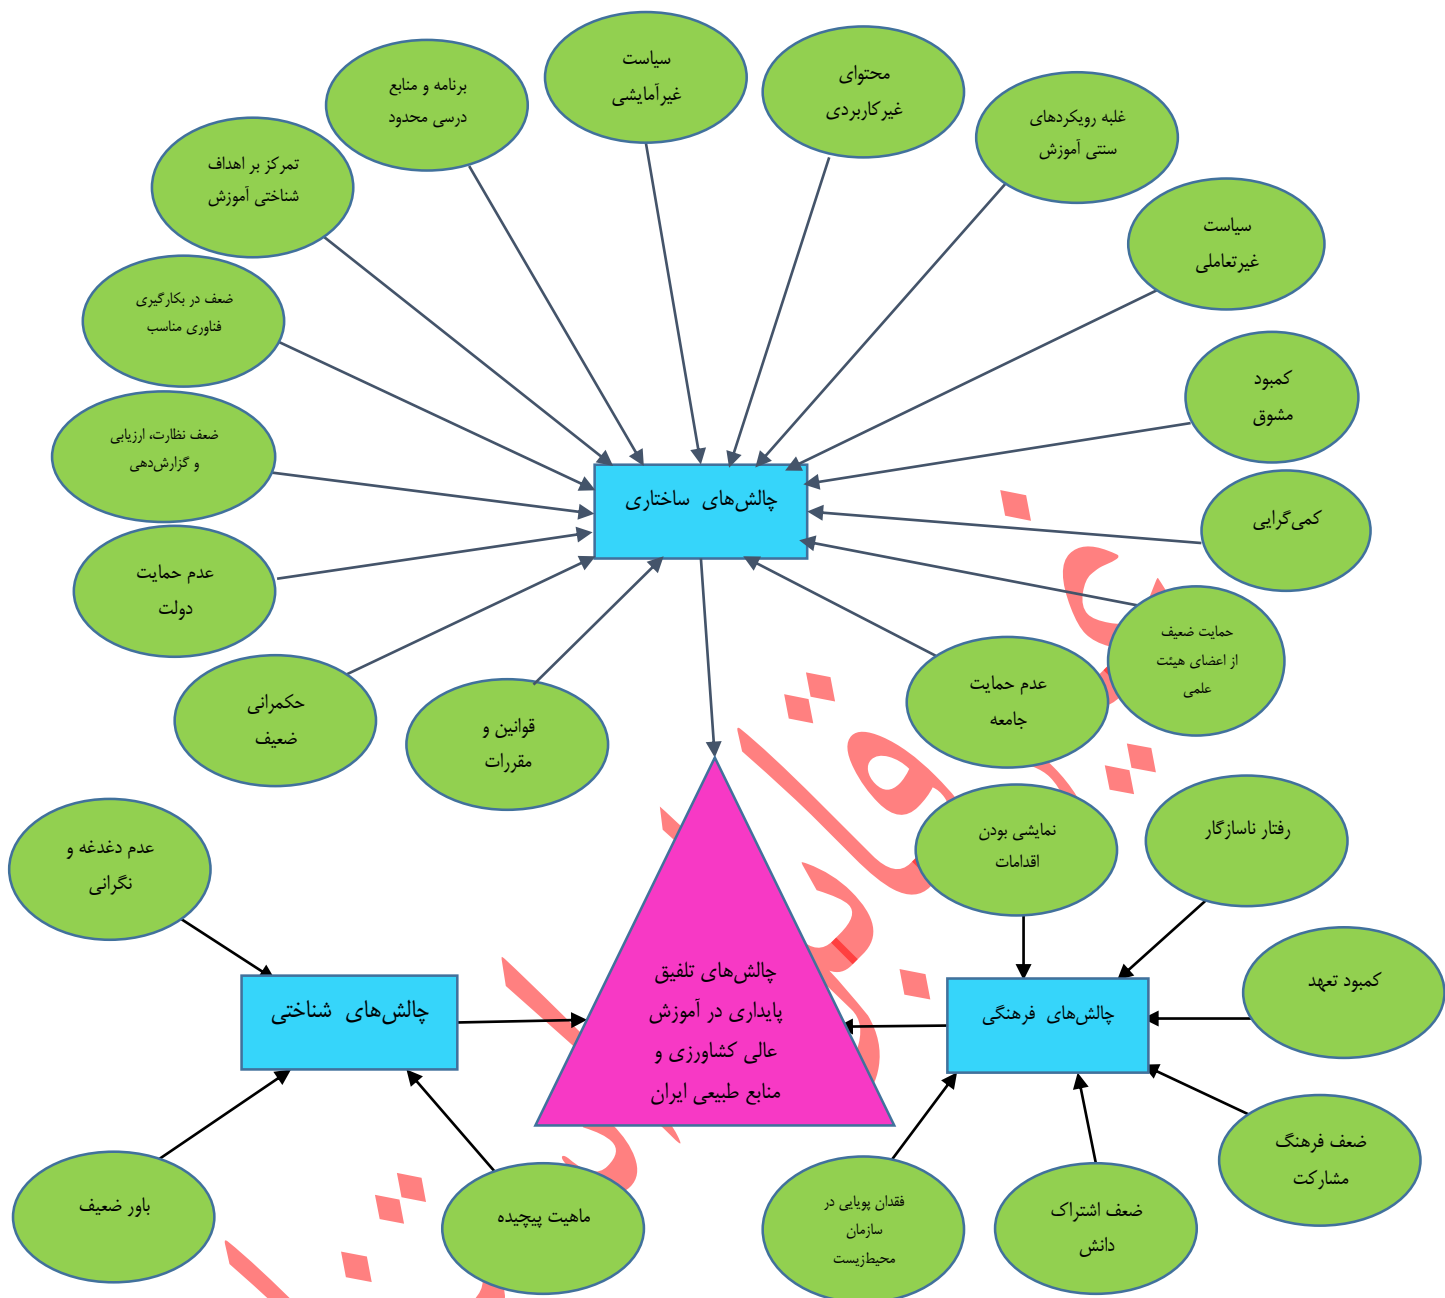 سیاست
غیرآمایشی
محتوای
غیرکاربردی
برنامه و منابع
درسی محدود
غلبه رویکردهای
سنتی آموزش
تمرکز بر اهداف
شناختی آموزش
سیاست
غیرتعاملی
ضعف در بکارگیری
فناوری مناسب
کمبود
مشوق
ضعف نظارت، ارزیابی
و گزارش‌دهی
چالش‌های ساختاری
کمی‌گرایی
عدم حمایت
دولت
حمایت ضعیف
از اعضای هیئت
علمی
عدم حمایت
جامعه
حکمرانی
ضعیف
قوانین و
مقررات
عدم دغدغه و
نگرانی
نمایشی بودن
اقدامات
رفتار ناسازگار
چالش‌های تلفیق
پایداری در آموزش
عالی کشاورزی و
منابع طبیعی ایران
کمبود تعهد
چالش‌های شناختی
چالش‌های فرهنگی
ضعف فرهنگ
مشارکت
باور ضعیف
ماهیت پیچیده
فقدان پویایی در
سازمان
محیط‌زیست
ضعف اشتراک
دانش